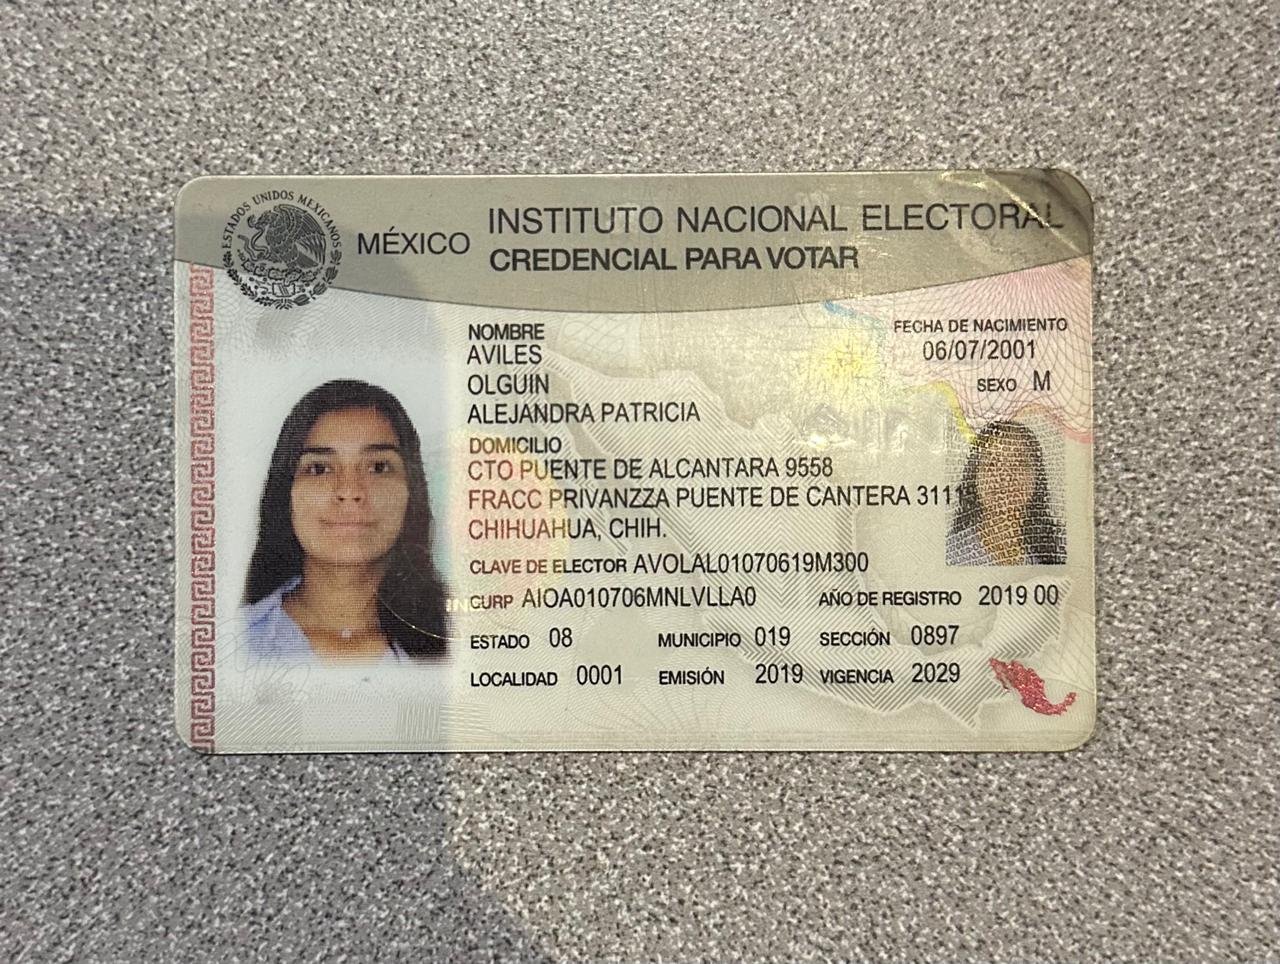 ESTADOS UNIDOS MEXICANOS
MÉXICO
INSTITUTO NACIONAL ELECTORAL
CREDENCIAL PARA VOTAR
NOMBRE
AVILES
OLGUIN
ALEJANDRA PATRICIA
FECHA DE NACIMIENTO
06/07/2001
SEXO M
DOMICILIO
CTO PUENTE DE ALCANTARA 9558
FRACC PRIVANZZA PUENTE DE CANTERA 3111
CHIHUAHUA, CHIH.
CLAVE DE ELECTOR AVOLAL01070619M300
CURP AIOA010706MNLVLLA0 AÑO DE REGISTRO 2019 00
ESTADO 08 MUNICIPIO 019 SECCIÓN 0897
LOCALIDAD 0001 EMISIÓN 2019 VIGENCIA 2029